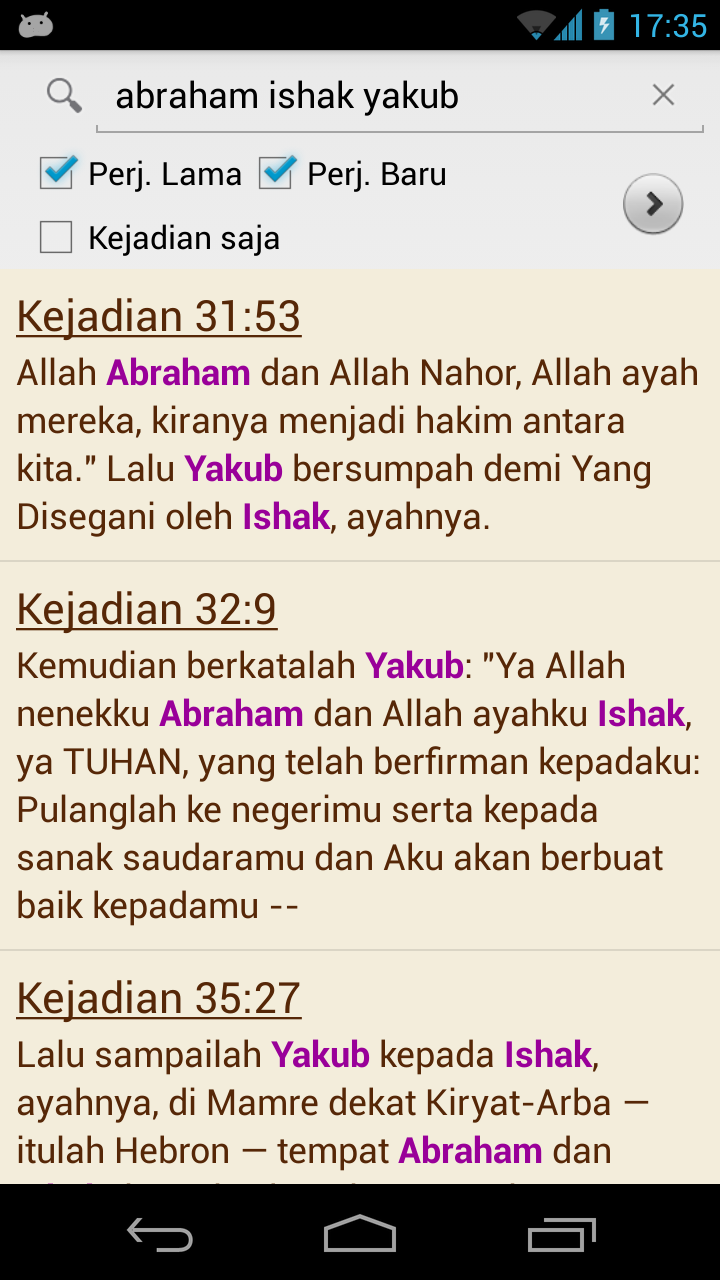 17:35
abraham ishak yakub
Perj. Lama
Perj. Baru
Kejadian saja
Kejadian 31:53
Allah Abraham dan Allah Nahor, Allah ayah
mereka, kiranya menjadi hakim antara
kita." Lalu Yakub bersumpah demi Yang
Disegani oleh Ishak, ayahnya.
Kejadian 32:9
Kemudian berkatalah Yakub: "Ya Allah
nenekku Abraham dan Allah ayahku Ishak,
ya TUHAN, yang telah berfirman kepadaku:
Pulanglah ke negerimu serta kepada
sanak saudaramu dan Aku akan berbuat
baik kepadamu --
Kejadian 35:27
Lalu sampailah Yakub kepada Ishak,
ayahnya, di Mamre dekat Kiryat-Arba —
itulah Hebron — tempat Abraham dan